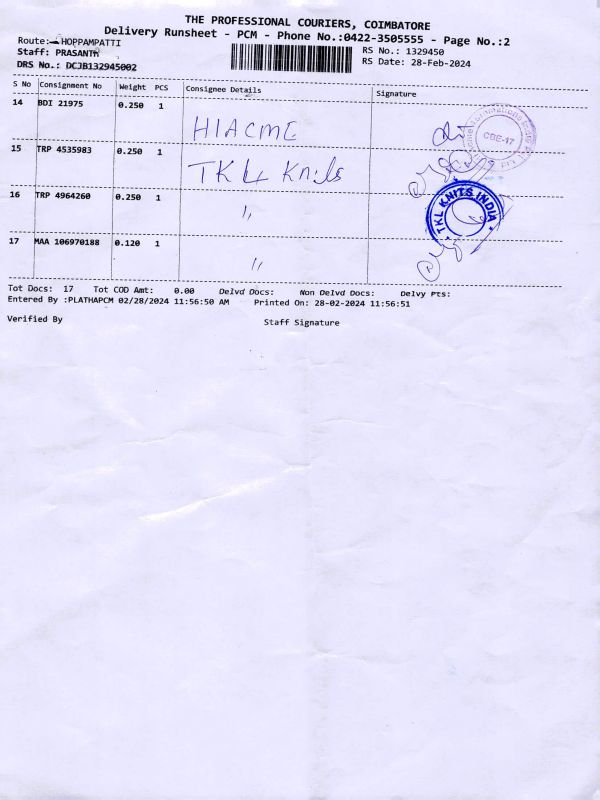 THE PROFESSIONAL COURIERS, COIMBATORE
Delivery Runsheet - PCM - Phone No.:0422-3505555 - Page No.:2
Route: HOPPAMPATTI
RS No.: 1329450
Staff: PRASANTH
RS Date: 28-Feb-2024
DRS No.: DCJB132945002
S No Consignment No Weight PCS Consignee Details Signature
14 BDI 21975 0.250 1
HIACME
CBE-17
15 TRP 4535983 0.250 1
TKL Knits
16 TRP 4964260 0.250 1
〃
TKL KNITS INDIA
17 MAA 106970188 0.120 1
〃
Tot Docs: 17 Tot COD Amt: 0.00 Delvd Docs: Non Delvd Docs: Delvy Pts:
Entered By :PLATHAPCM 02/28/2024 11:56:50 AM Printed On: 28-02-2024 11:56:51
Verified By Staff Signature